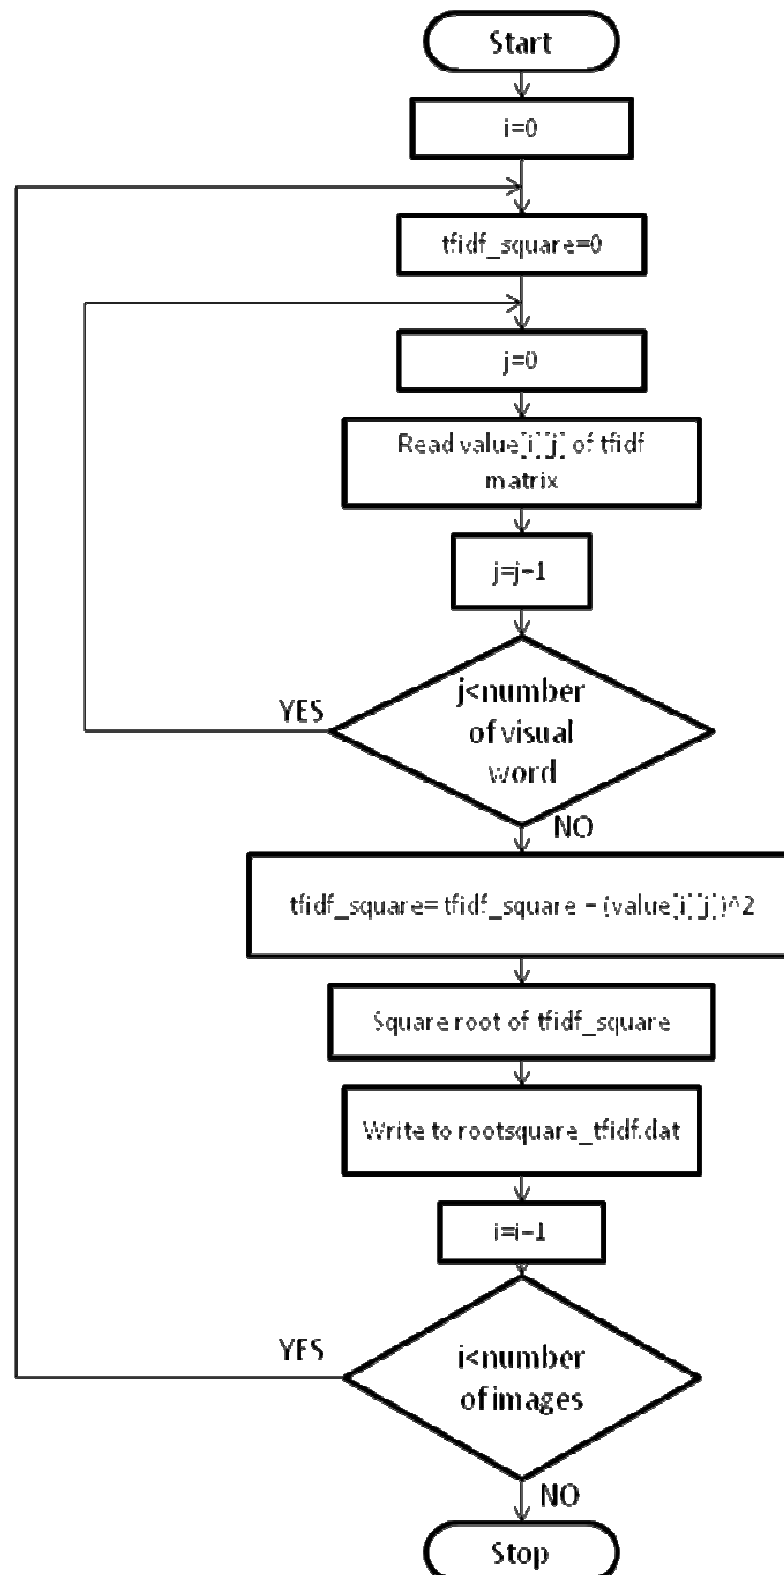 Start
i=0
tfidf_square=0
j=0
Read value[i][j] of tfidf
matrix
j=j-1
j<number
of visual
word
YES
NO
tfidf_square= tfidf_square - (value[i][j])^2
Square root of tfidf_square
Write to rootsquare_tfidf.dat
i=i-1
i<number
of images
YES
NO
Stop